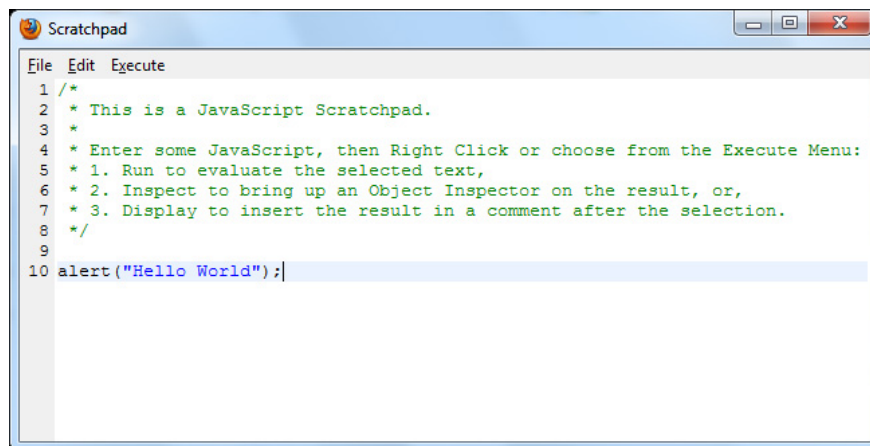 Scratchpad
File Edit Execute
1 /*
2  * This is a JavaScript Scratchpad.
3  *
4  * Enter some JavaScript, then Right Click or choose from the Execute Menu:
5  * 1. Run to evaluate the selected text,
6  * 2. Inspect to bring up an Object Inspector on the result, or,
7  * 3. Display to insert the result in a comment after the selection.
8  */
9
10 alert("Hello World");